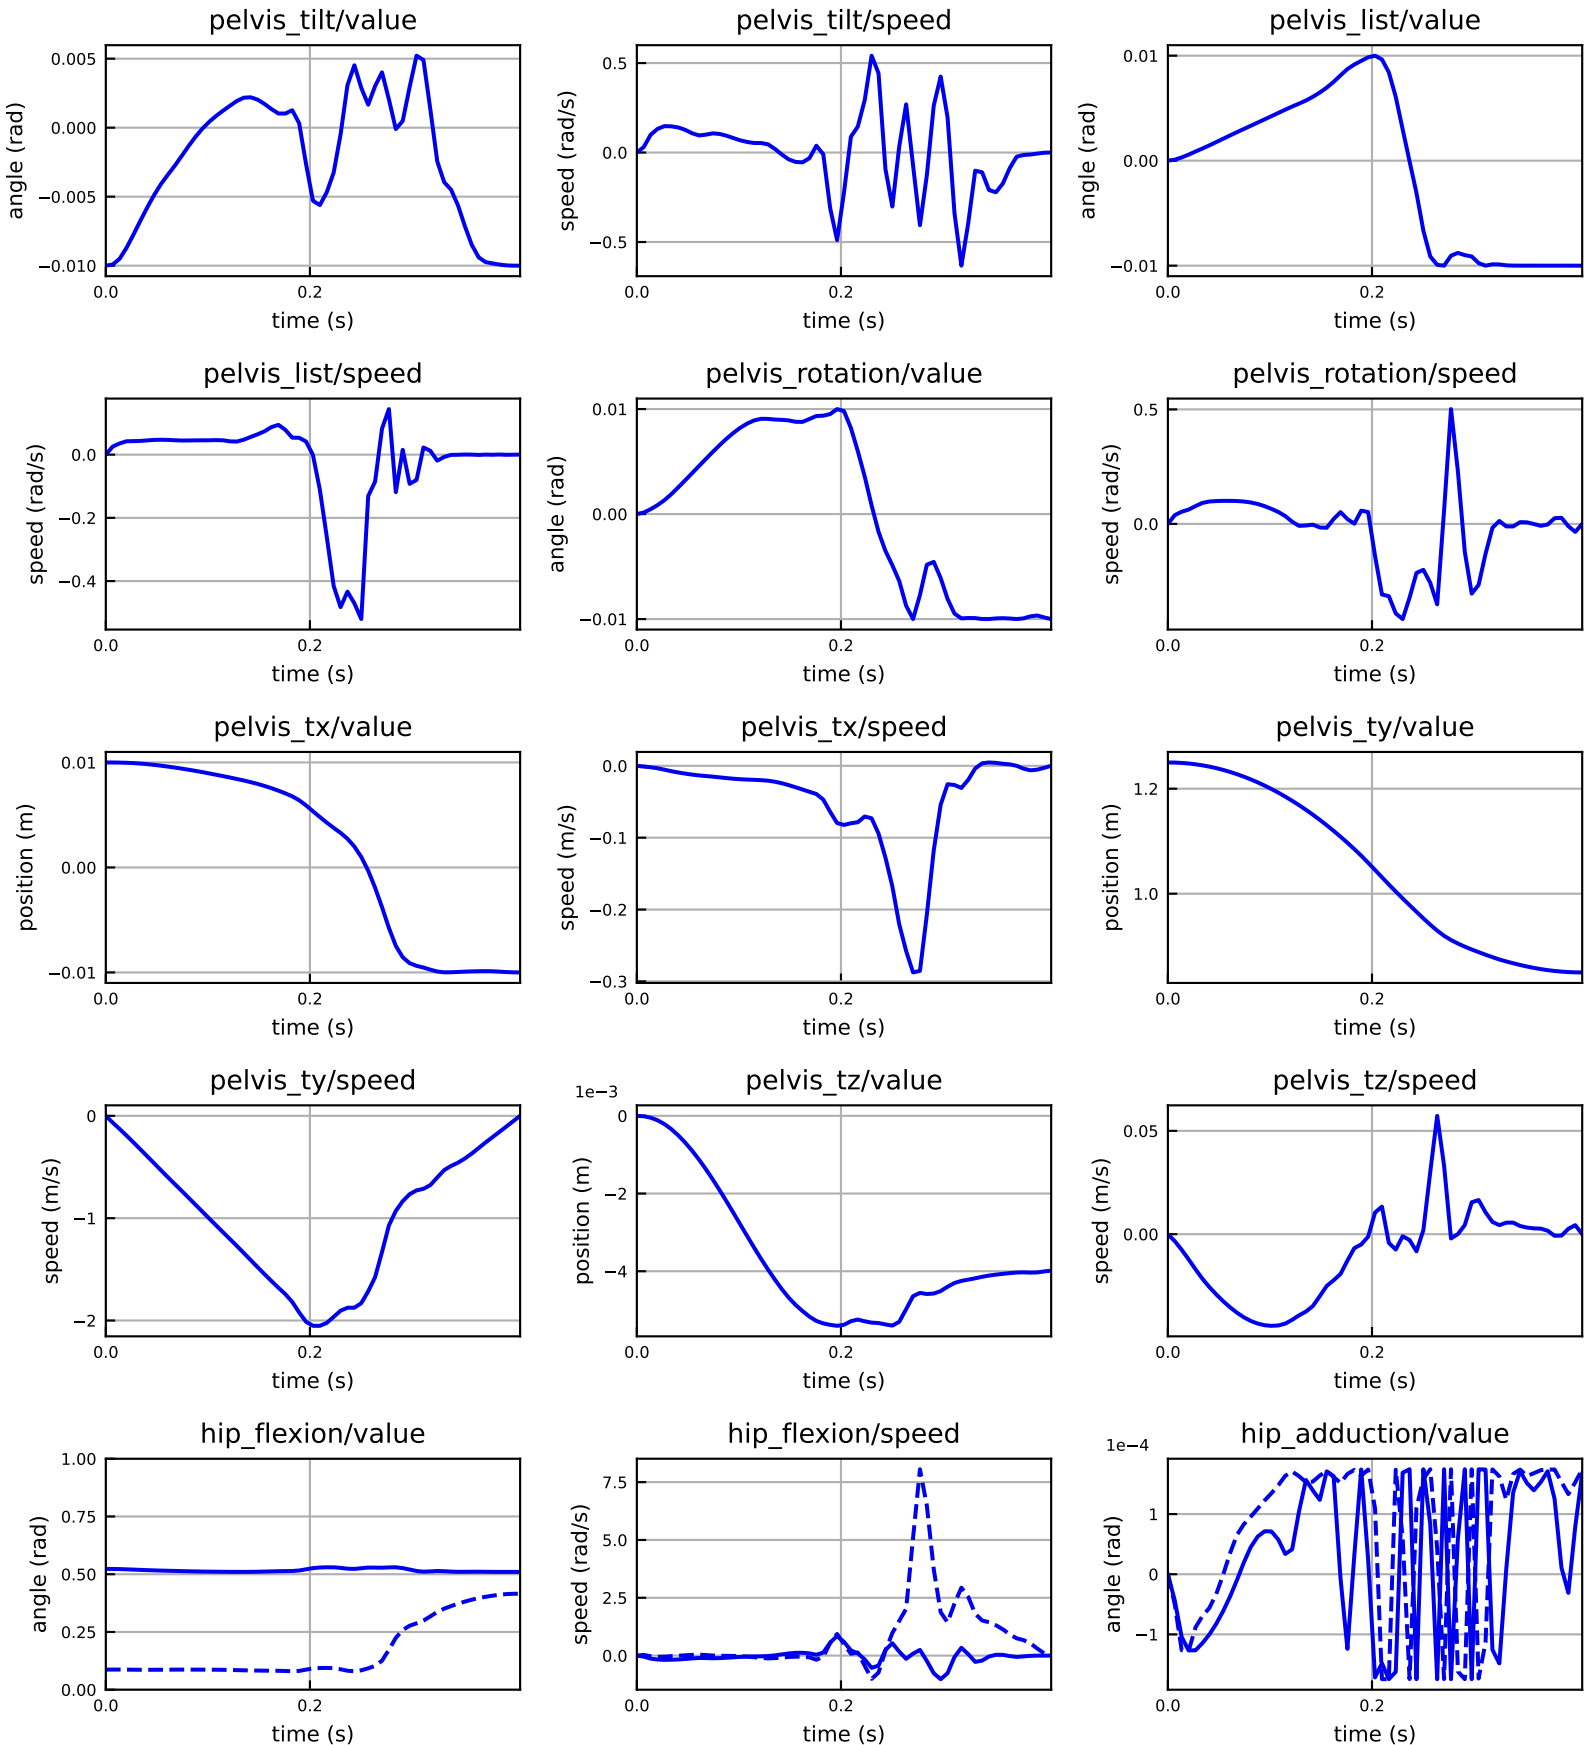 pelvis_tilt/value
angle (rad)
0.005
0.000
−0.005
−0.010
0.0
0.2
time (s)
pelvis_tilt/speed
speed (rad/s)
0.5
0.0
−0.5
0.0
0.2
time (s)
pelvis_list/value
angle (rad)
0.01
0.00
−0.01
0.0
0.2
time (s)
pelvis_list/speed
speed (rad/s)
0.0
−0.2
−0.4
0.0
0.2
time (s)
pelvis_rotation/value
angle (rad)
0.01
0.00
−0.01
0.0
0.2
time (s)
pelvis_rotation/speed
speed (rad/s)
0.5
0.0
0.0
0.2
time (s)
pelvis_tx/value
position (m)
0.01
0.00
−0.01
0.0
0.2
time (s)
pelvis_tx/speed
speed (m/s)
0.0
−0.1
−0.2
−0.3
0.0
0.2
time (s)
pelvis_ty/value
position (m)
1.2
1.0
0.0
0.2
time (s)
pelvis_ty/speed
speed (m/s)
0
−1
−2
0.0
0.2
time (s)
pelvis_tz/value
1e−3
position (m)
0
−2
−4
0.0
0.2
time (s)
pelvis_tz/speed
speed (m/s)
0.05
0.00
0.0
0.2
time (s)
hip_flexion/value
angle (rad)
1.00
0.75
0.50
0.25
0.00
0.0
0.2
time (s)
hip_flexion/speed
speed (rad/s)
7.5
5.0
2.5
0.0
0.0
0.2
time (s)
hip_adduction/value
1e−4
angle (rad)
1
0
−1
0.0
0.2
time (s)